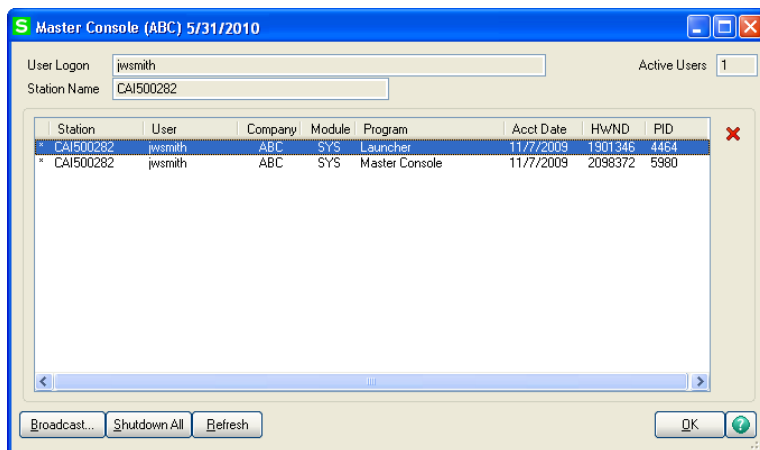 S Master Console (ABC) 5/31/2010
User Logon jwsmith Active Users 1
Station Name CAI500282
Station User Company Module Program Acct Date HWND PID
* CAI500282 jwsmith ABC SYS Launcher 11/7/2009 1901346 4464
* CAI500282 jwsmith ABC SYS Master Console 11/7/2009 2098372 5980
Broadcast... Shutdown All Refresh OK ?